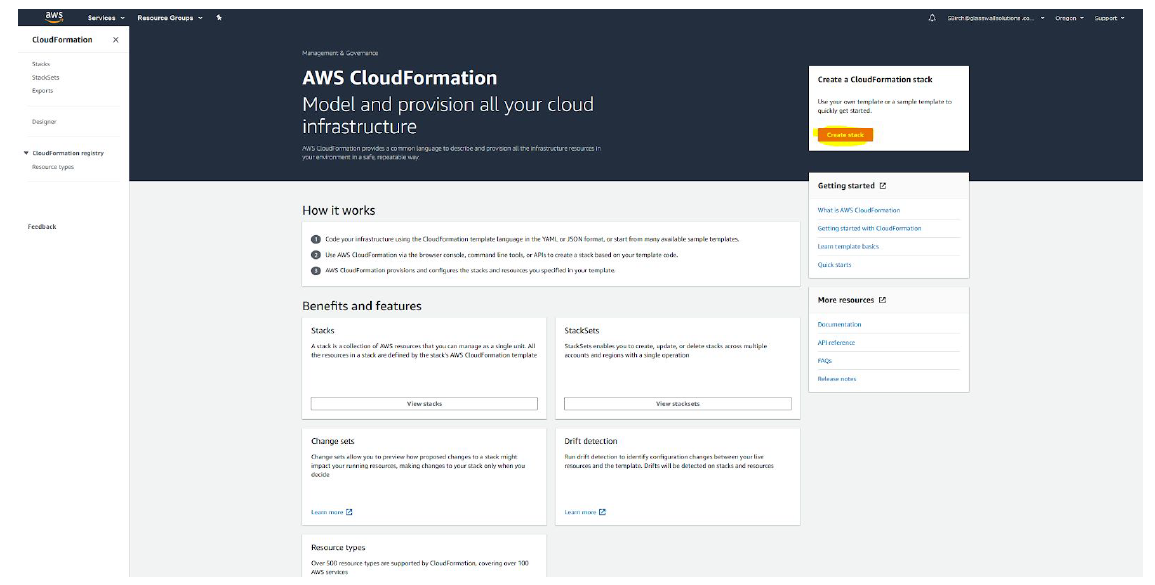 aws
Services
Resource Groups
Oregon
Support
CloudFormation
Stacks
StackSets
Exports
Designer
CloudFormation registry
Resource types
Feedback
Management & Governance
AWS CloudFormation
Model and provision all your cloud
infrastructure
AWS CloudFormation provides a common language to describe and provision all the infrastructure resources in
your environment in a safe, repeatable way.
Create a CloudFormation stack
Use your own template or a sample template to
quickly get started.
Create stack
Getting started
What is AWS CloudFormation
Getting started with CloudFormation
Learn template basics
Quick starts
More resources
Documentation
API reference
FAQs
Release notes
How it works
1 Code your infrastructure using the CloudFormation template language in the YAML or JSON format, or start from many available sample templates.
2 Use AWS CloudFormation via the browser console, command line tools, or APIs to create a stack based on your template code.
3 AWS CloudFormation provisions and configures the stacks and resources you specified in your template.
Benefits and features
Stacks
A stack is a collection of AWS resources that you can manage as a single unit. All
the resources in a stack are defined by the stack's AWS CloudFormation template
View stacks
StackSets
StackSets enables you to create, update, or delete stacks across multiple
accounts and regions with a single operation
View stacksets
Change sets
Change sets allow you to preview how proposed changes to a stack might
impact your running resources, making changes to your stack only when you
decide
Learn more
Drift detection
Run drift detection to identify configuration changes between your live
resources and the template. Drifts will be detected on stacks and resources
Learn more
Resource types
Over 500 resource types are supported by CloudFormation, covering over 100
AWS services